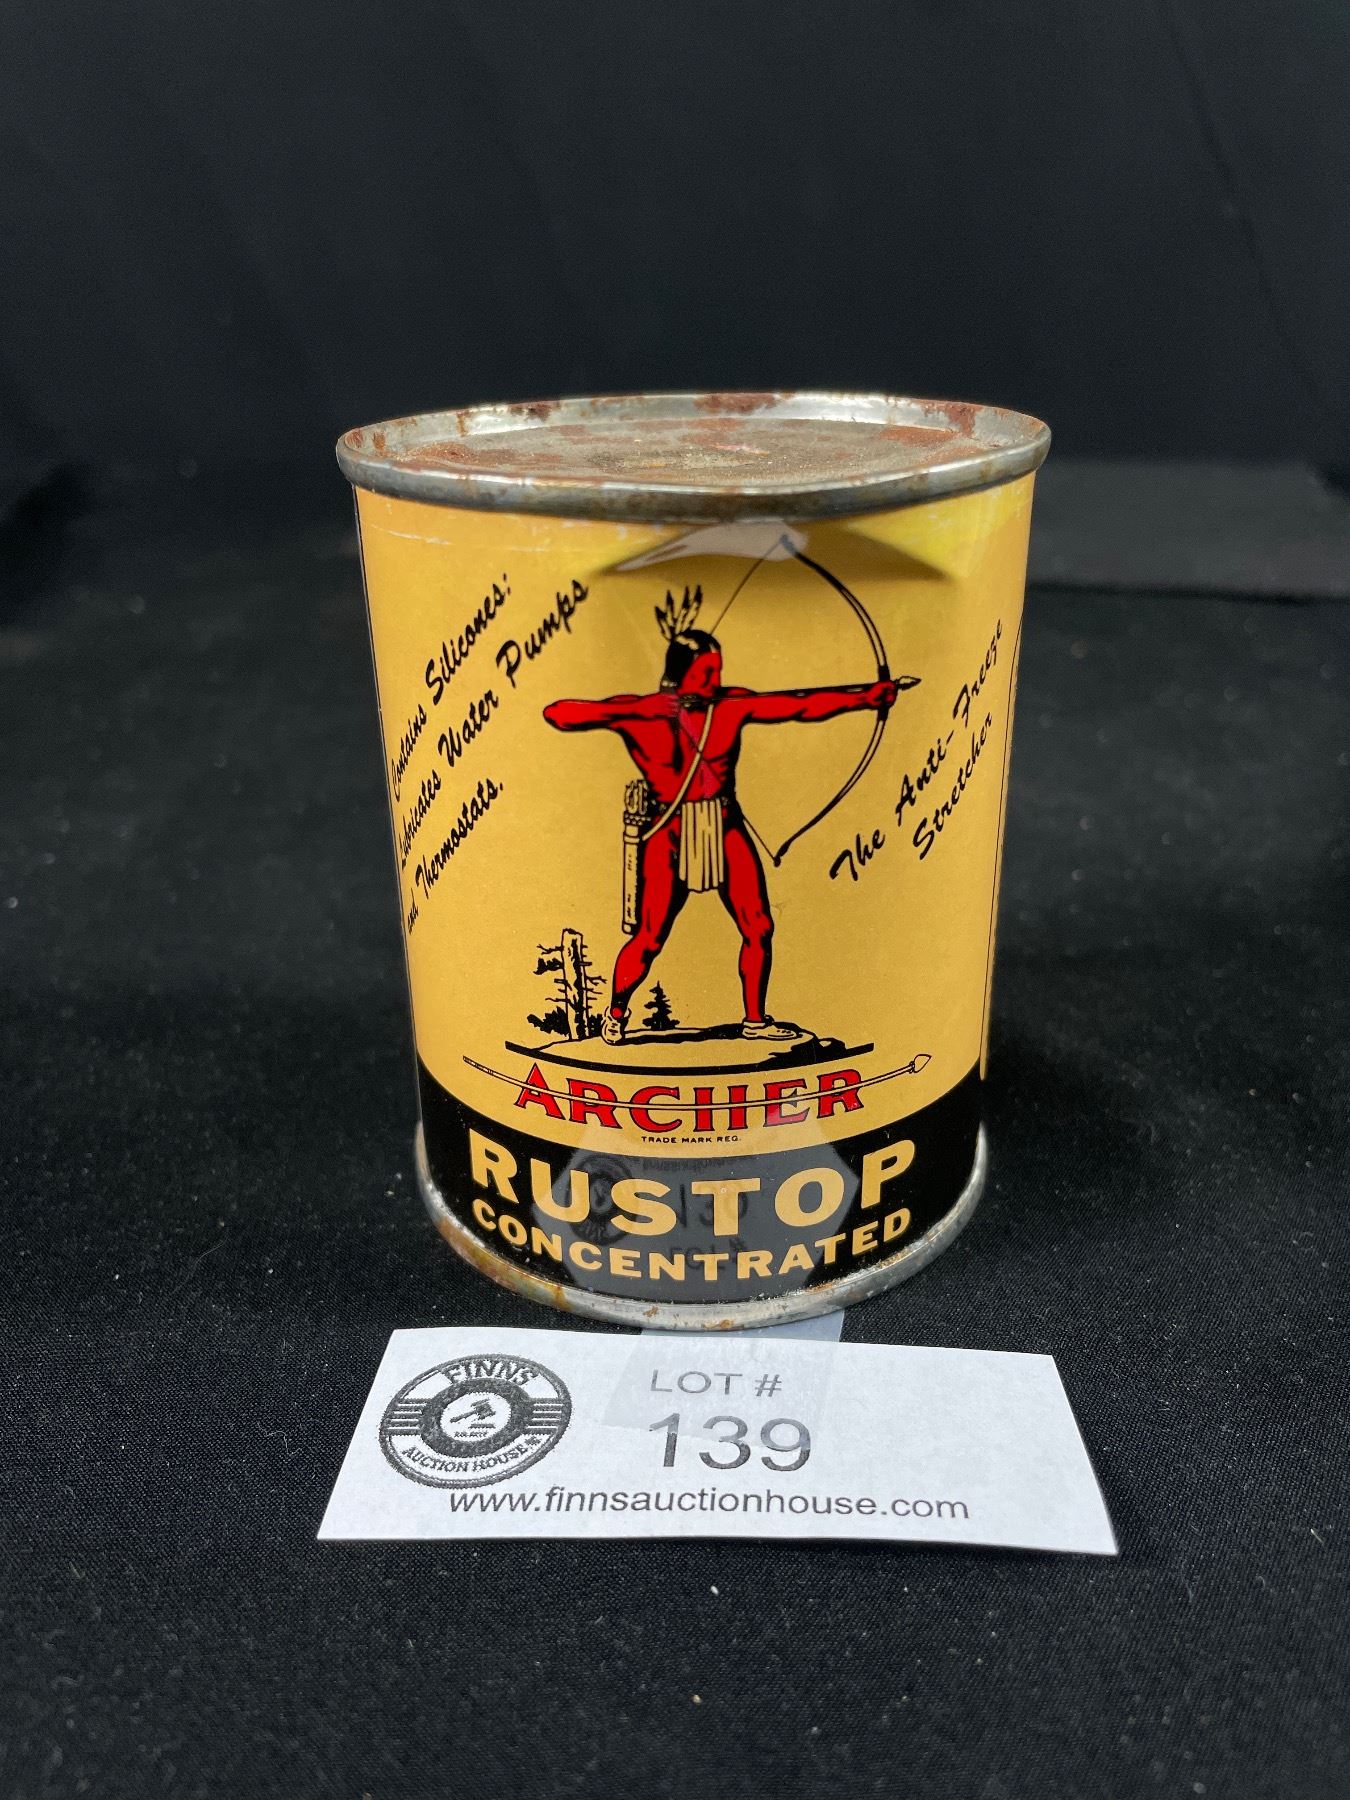 Contains Silicones:
Lubricates Water Pumps
and Thermostats.
The Anti-Freeze
Stretcher
ARCHER
TRADE MARK REG.
RUSTOP
CONCENTRATED
FINNS
AUCTION HOUSE
LOT #
139
www.finnsauctionhouse.com